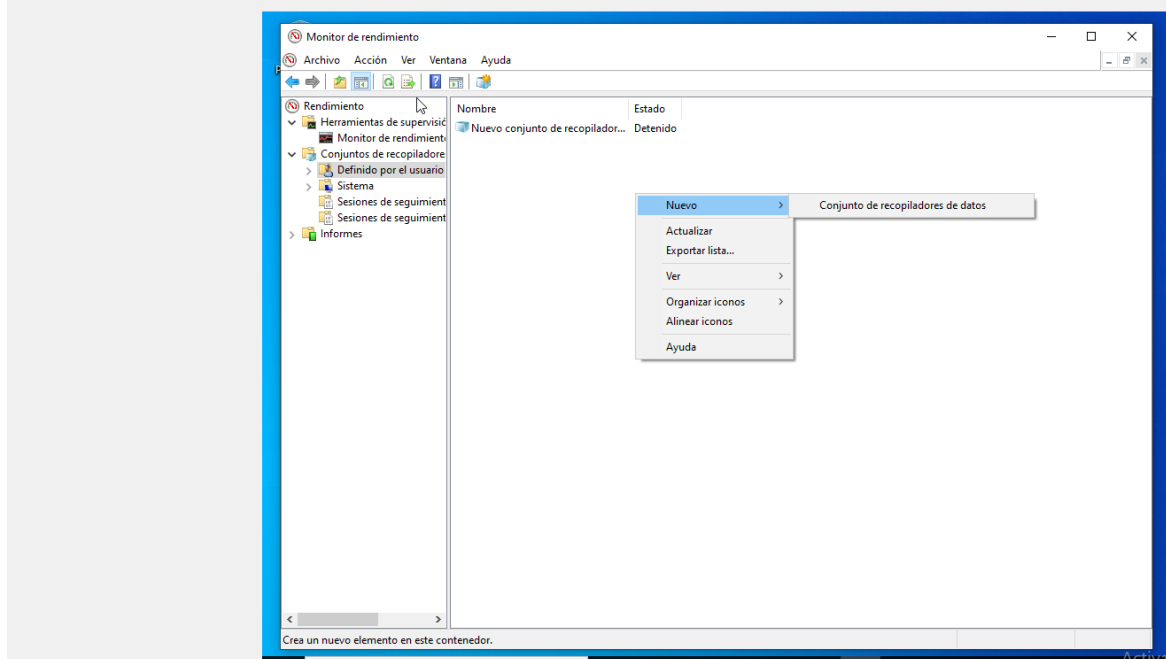 Monitor de rendimiento
Archivo Acción Ver Ventana Ayuda
Rendimiento
Herramientas de supervisió
Monitor de rendimient
Conjuntos de recopiladore
Definido por el usuario
Sistema
Sesiones de seguimient
Sesiones de seguimient
Informes
Nombre Estado
Nuevo conjunto de recopilador... Detenido
Nuevo Conjunto de recopiladores de datos
Actualizar
Exportar lista...
Ver
Organizar iconos
Alinear iconos
Ayuda
Crea un nuevo elemento en este contenedor.
Activa